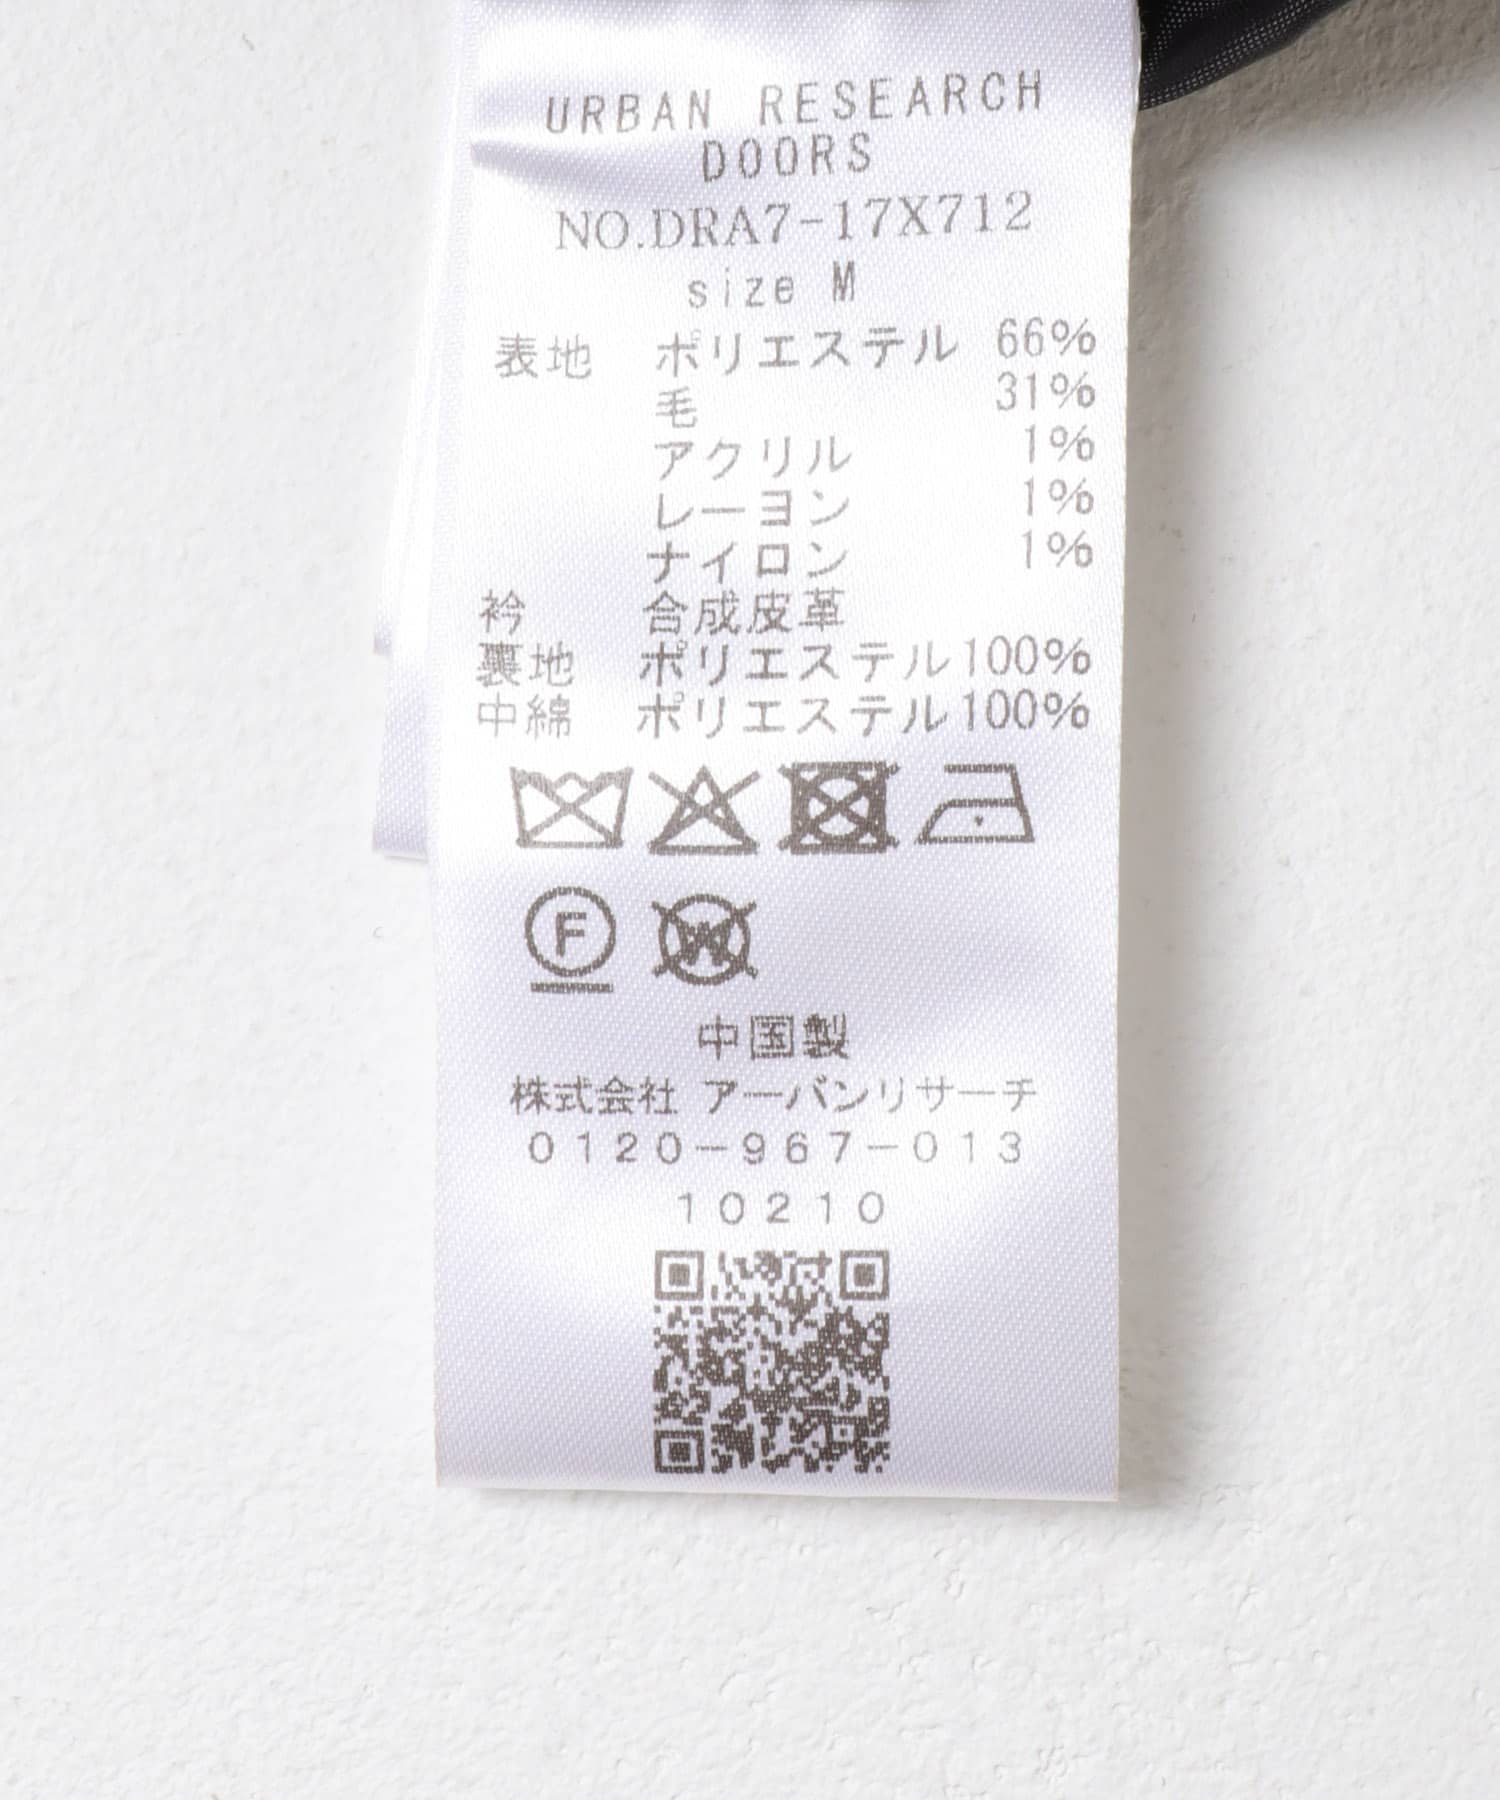 URBAN RESEARCH
DOORS
NO.DRA7-17X712
size M
表地 ポリエステル 66%
毛 31%
アクリル 1%
レーヨン 1%
ナイロン 1%
衿 合成皮革
裏地 ポリエステル100%
中綿 ポリエステル100%
F W
中国製
株式会社 アーバンリサーチ
0120-967-013
10210